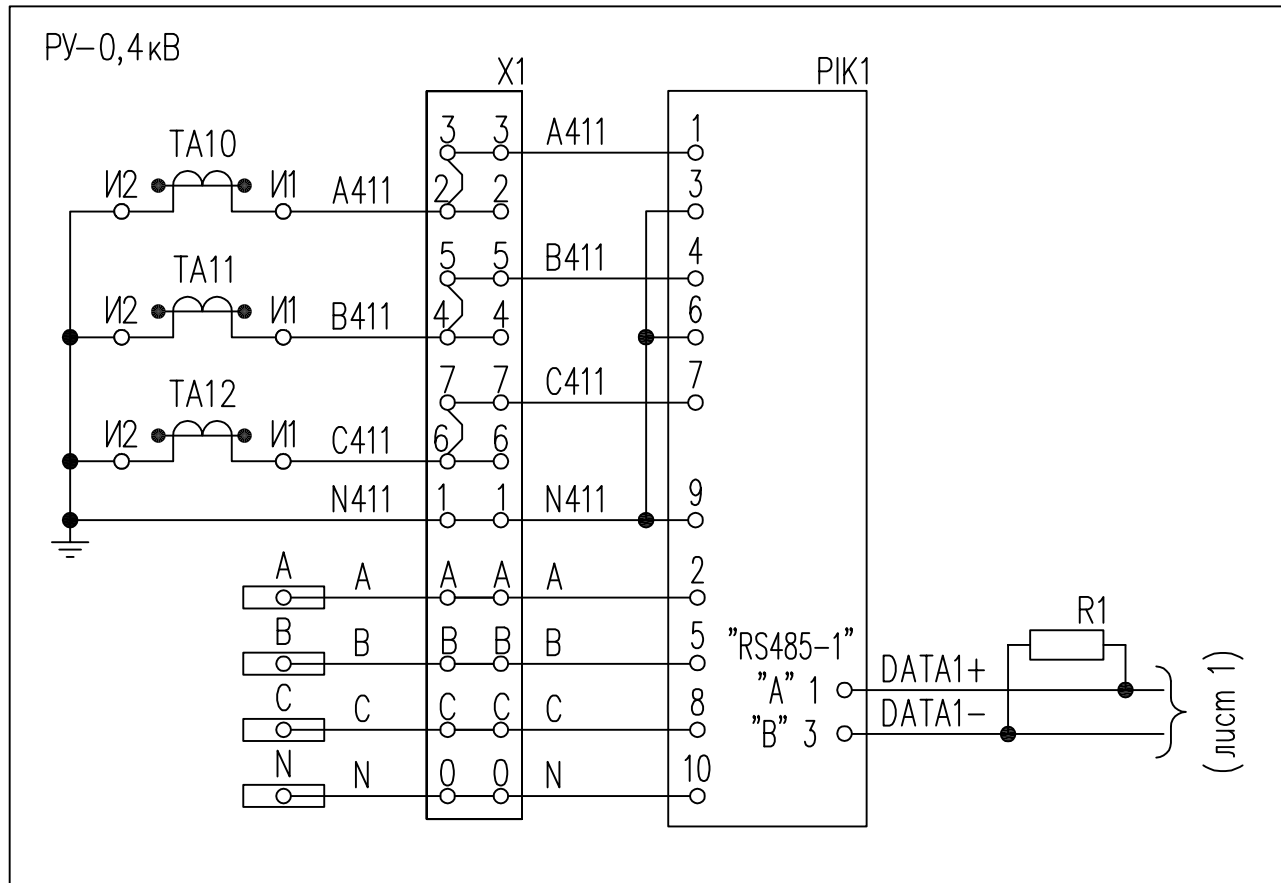 РУ-0,4кВ
X1
PIK1
TA10
И2
И1
A411
3
3
A411
1
2
2
3
TA11
И2
И1
B411
5
5
B411
4
4
4
6
TA12
И2
И1
C411
7
7
C411
7
6
6
N411
1
1
N411
9
A
A
A
A
A
2
B
B
B
B
B
5
C
C
C
C
C
8
N
N
0
0
N
10
"RS485-1"
"A" 1
"B" 3
DATA1+
DATA1-
R1
(лист 1)